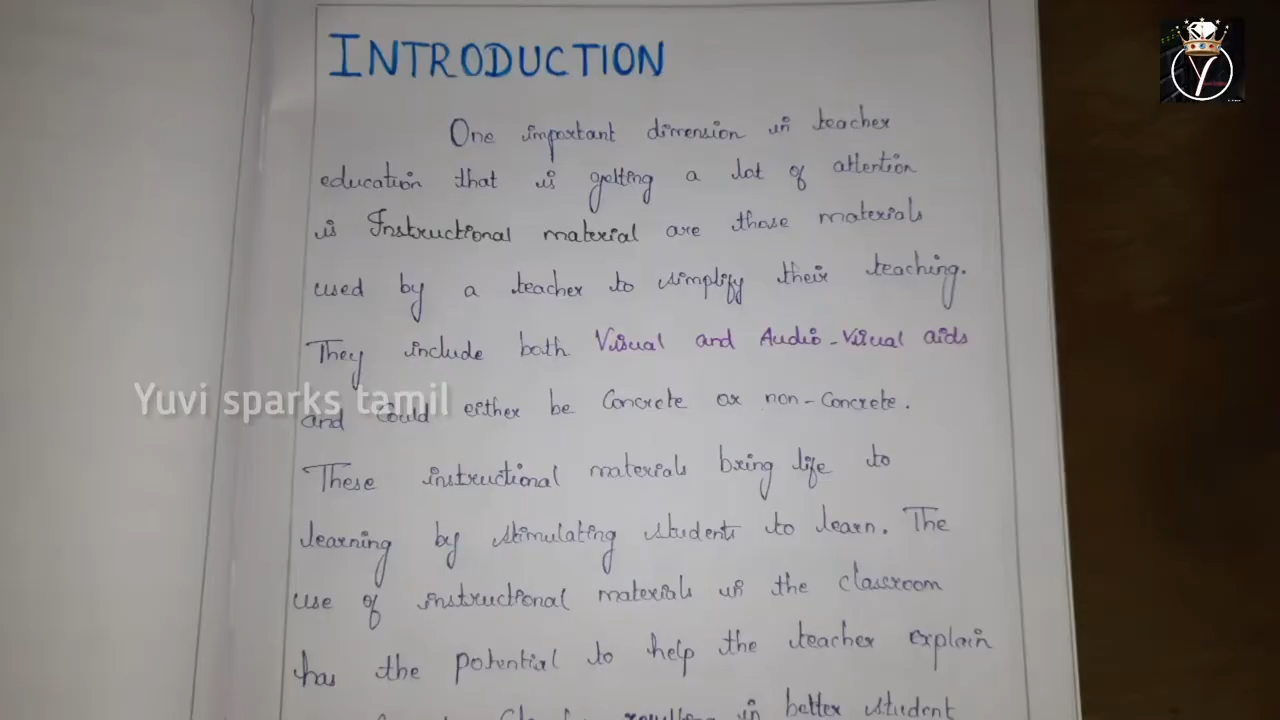 INTRODUCTION
One important dimension in teacher
education that is getting a lot of attention
is Instructional material are those materials
used by a teacher to simplify their teaching.
They include both Visual and Audio-Visual aids
and could either be Concrete or non-Concrete.
These instructional materials bring life to
learning by stimulating students to learn. The
use of instructional materials in the classroom
has the potential to help the teacher explain
in better student
Yuvi sparks tamil
Y